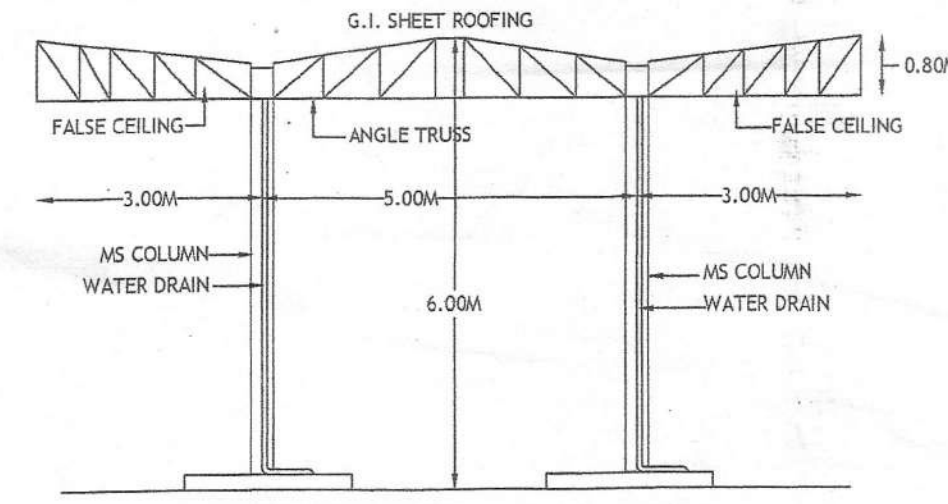 G.I. SHEET ROOFING
0.80M
FALSE CEILING
ANGLE TRUSS
FALSE CEILING
3.00M
5.00M
3.00M
MS COLUMN
WATER DRAIN
MS COLUMN
WATER DRAIN
6.00M